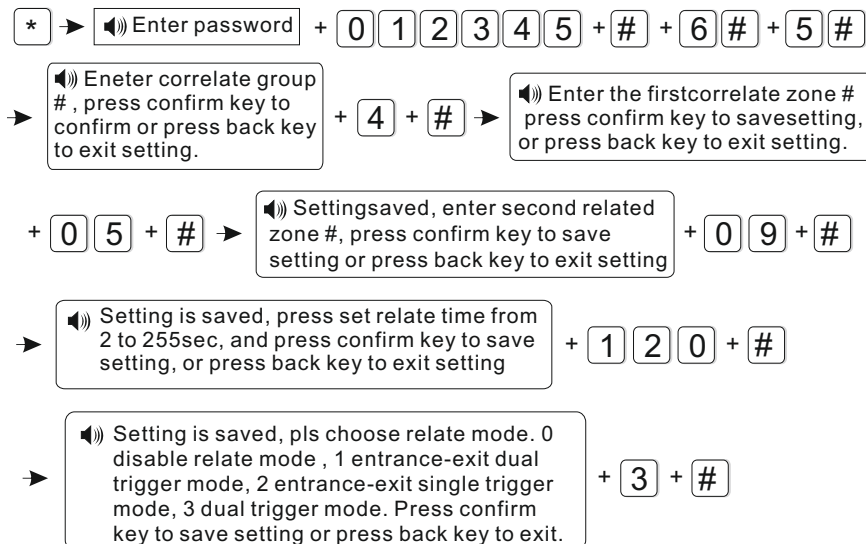 * Enter password + 0 1 2 3 4 5 + # + 6 # + 5 #
Eneter correlate group
# , press confirm key to
confirm or press back key
to exit setting.
+ 4 + #
Enter the firstcorrelate zone #
press confirm key to savesetting,
or press back key to exit setting.
+ 0 5 + #
Settingsaved, enter second related
zone #, press confirm key to save
setting or press back key to exit setting
+ 0 9 + #
Setting is saved, press set relate time from
2 to 255sec, and press confirm key to save
setting, or press back key to exit setting
+ 1 2 0 + #
Setting is saved, pls choose relate mode. 0
disable relate mode , 1 entrance-exit dual
trigger mode, 2 entrance-exit single trigger
mode, 3 dual trigger mode. Press confirm
key to save setting or press back key to exit.
+ 3 + #